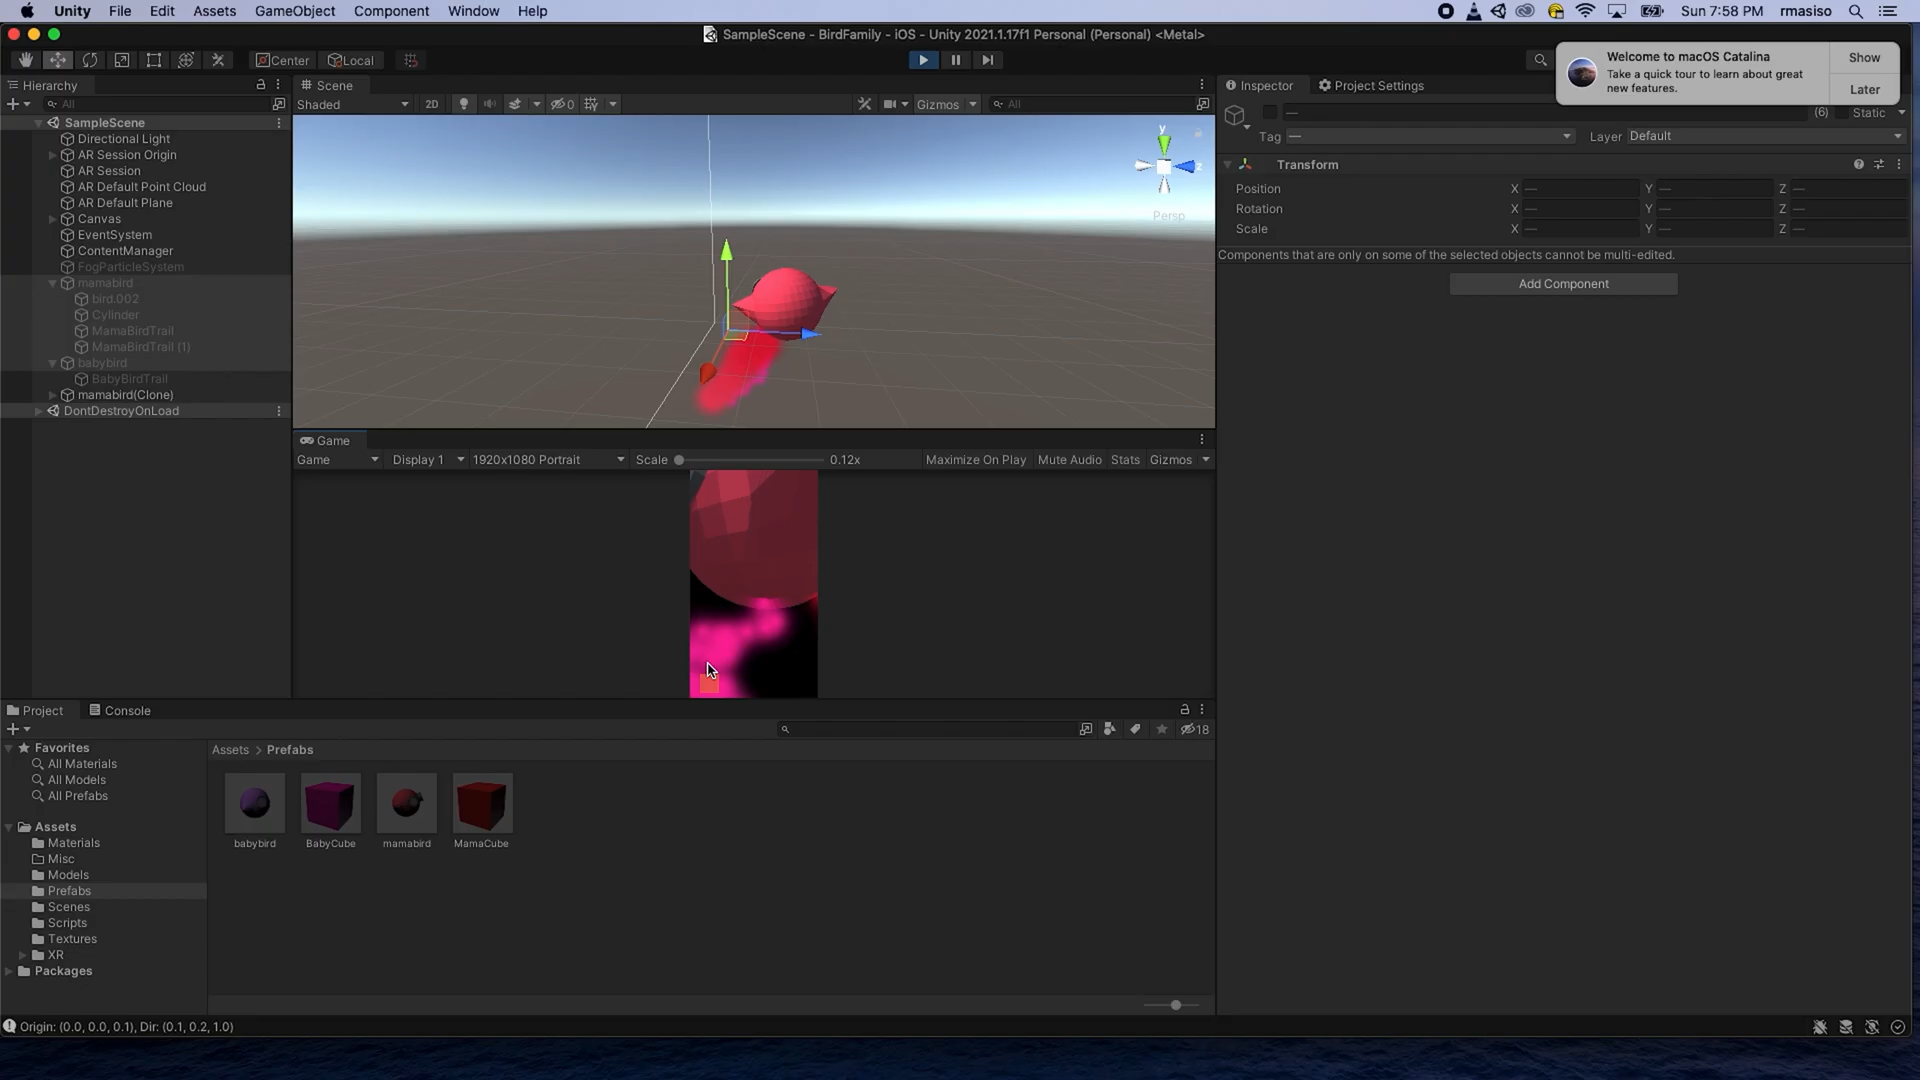 Unity File Edit Assets GameObject Component Window Help
Sun 7:58 PM rmasiso
SampleScene - BirdFamily - iOS - Unity 2021.1.17f1 Personal (Personal) <Metal>
Center Local
Welcome to macOS Catalina
Take a quick tour to learn about great
new features.
Show
Later
Hierarchy
All
SampleScene
Directional Light
AR Session Origin
AR Session
AR Default Point Cloud
AR Default Plane
Canvas
EventSystem
ContentManager
FogParticleSystem
mamabird
bird.002
Cylinder
MamaBirdTrail
MamaBirdTrail (1)
babybird
BabyBirdTrail
mamabird(Clone)
DontDestroyOnLoad
Scene
Shaded 2D 0 Gizmos All
y
z
Persp
Game
Game Display 1 1920x1080 Portrait Scale 0.12x Maximize On Play Mute Audio Stats Gizmos
Inspector Project Settings
— (6) Static
Tag — Layer Default
Transform
Position X — Y — Z —
Rotation X — Y — Z —
Scale X — Y — Z —
Components that are only on some of the selected objects cannot be multi-edited.
Add Component
Project Console
18
Favorites
All Materials
All Models
All Prefabs
Assets
Materials
Misc
Models
Prefabs
Scenes
Scripts
Textures
XR
Packages
Assets > Prefabs
babybird BabyCube mamabird MamaCube
Origin: (0.0, 0.0, 0.1), Dir: (0.1, 0.2, 1.0)